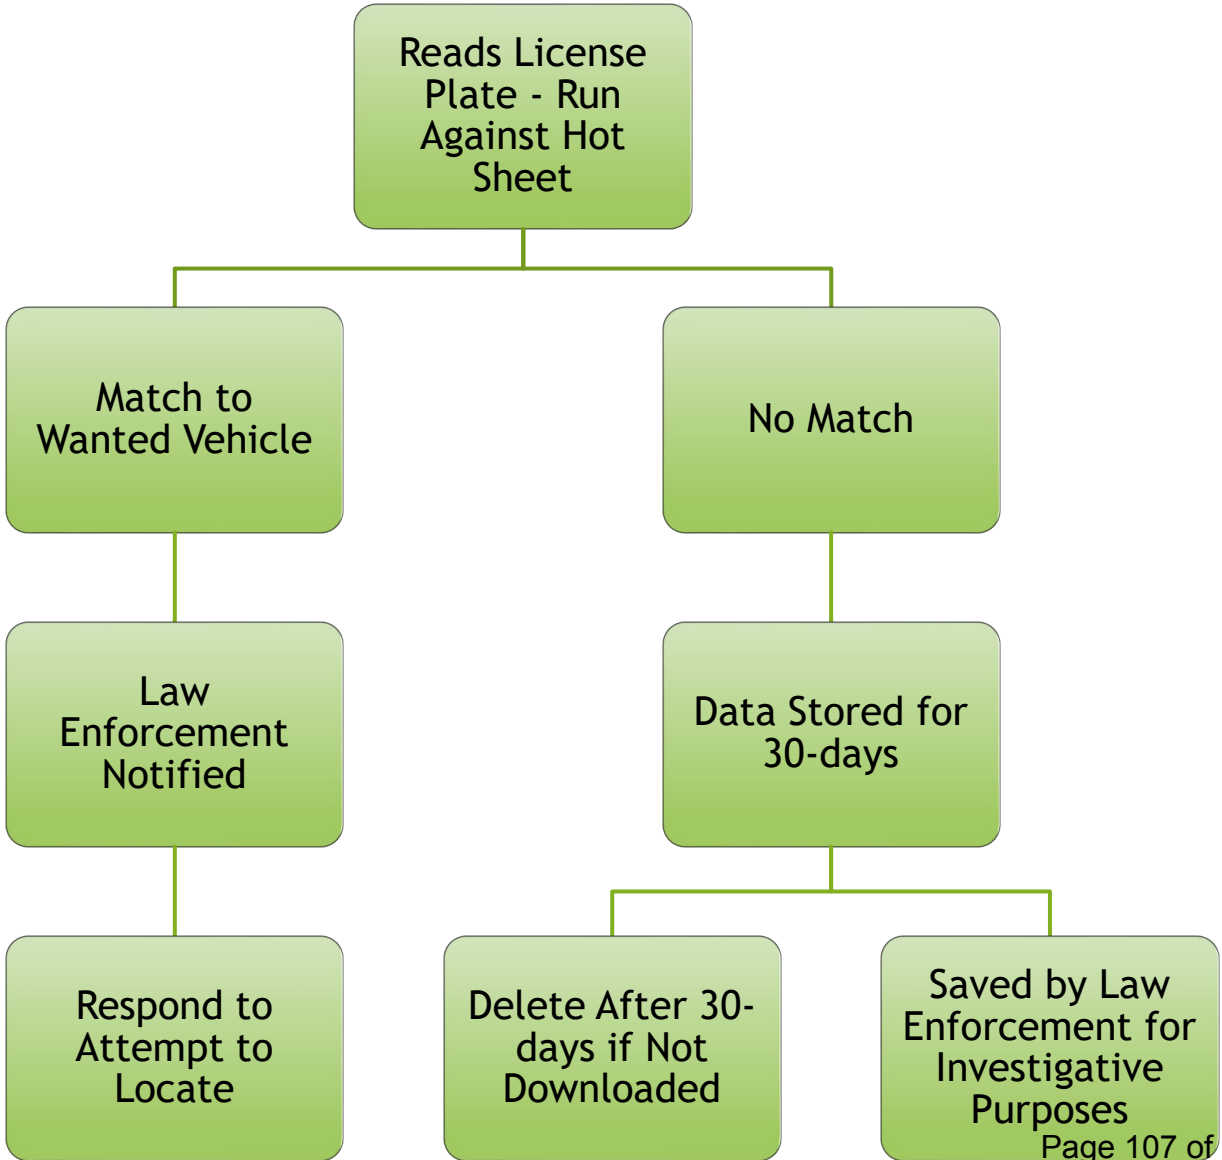 Reads License
Plate - Run
Against Hot
Sheet
Match to
Wanted Vehicle
No Match
Law
Enforcement
Notified
Data Stored for
30-days
Respond to
Attempt to
Locate
Delete After 30-
days if Not
Downloaded
Saved by Law
Enforcement for
Investigative
Purposes
Page 107 of